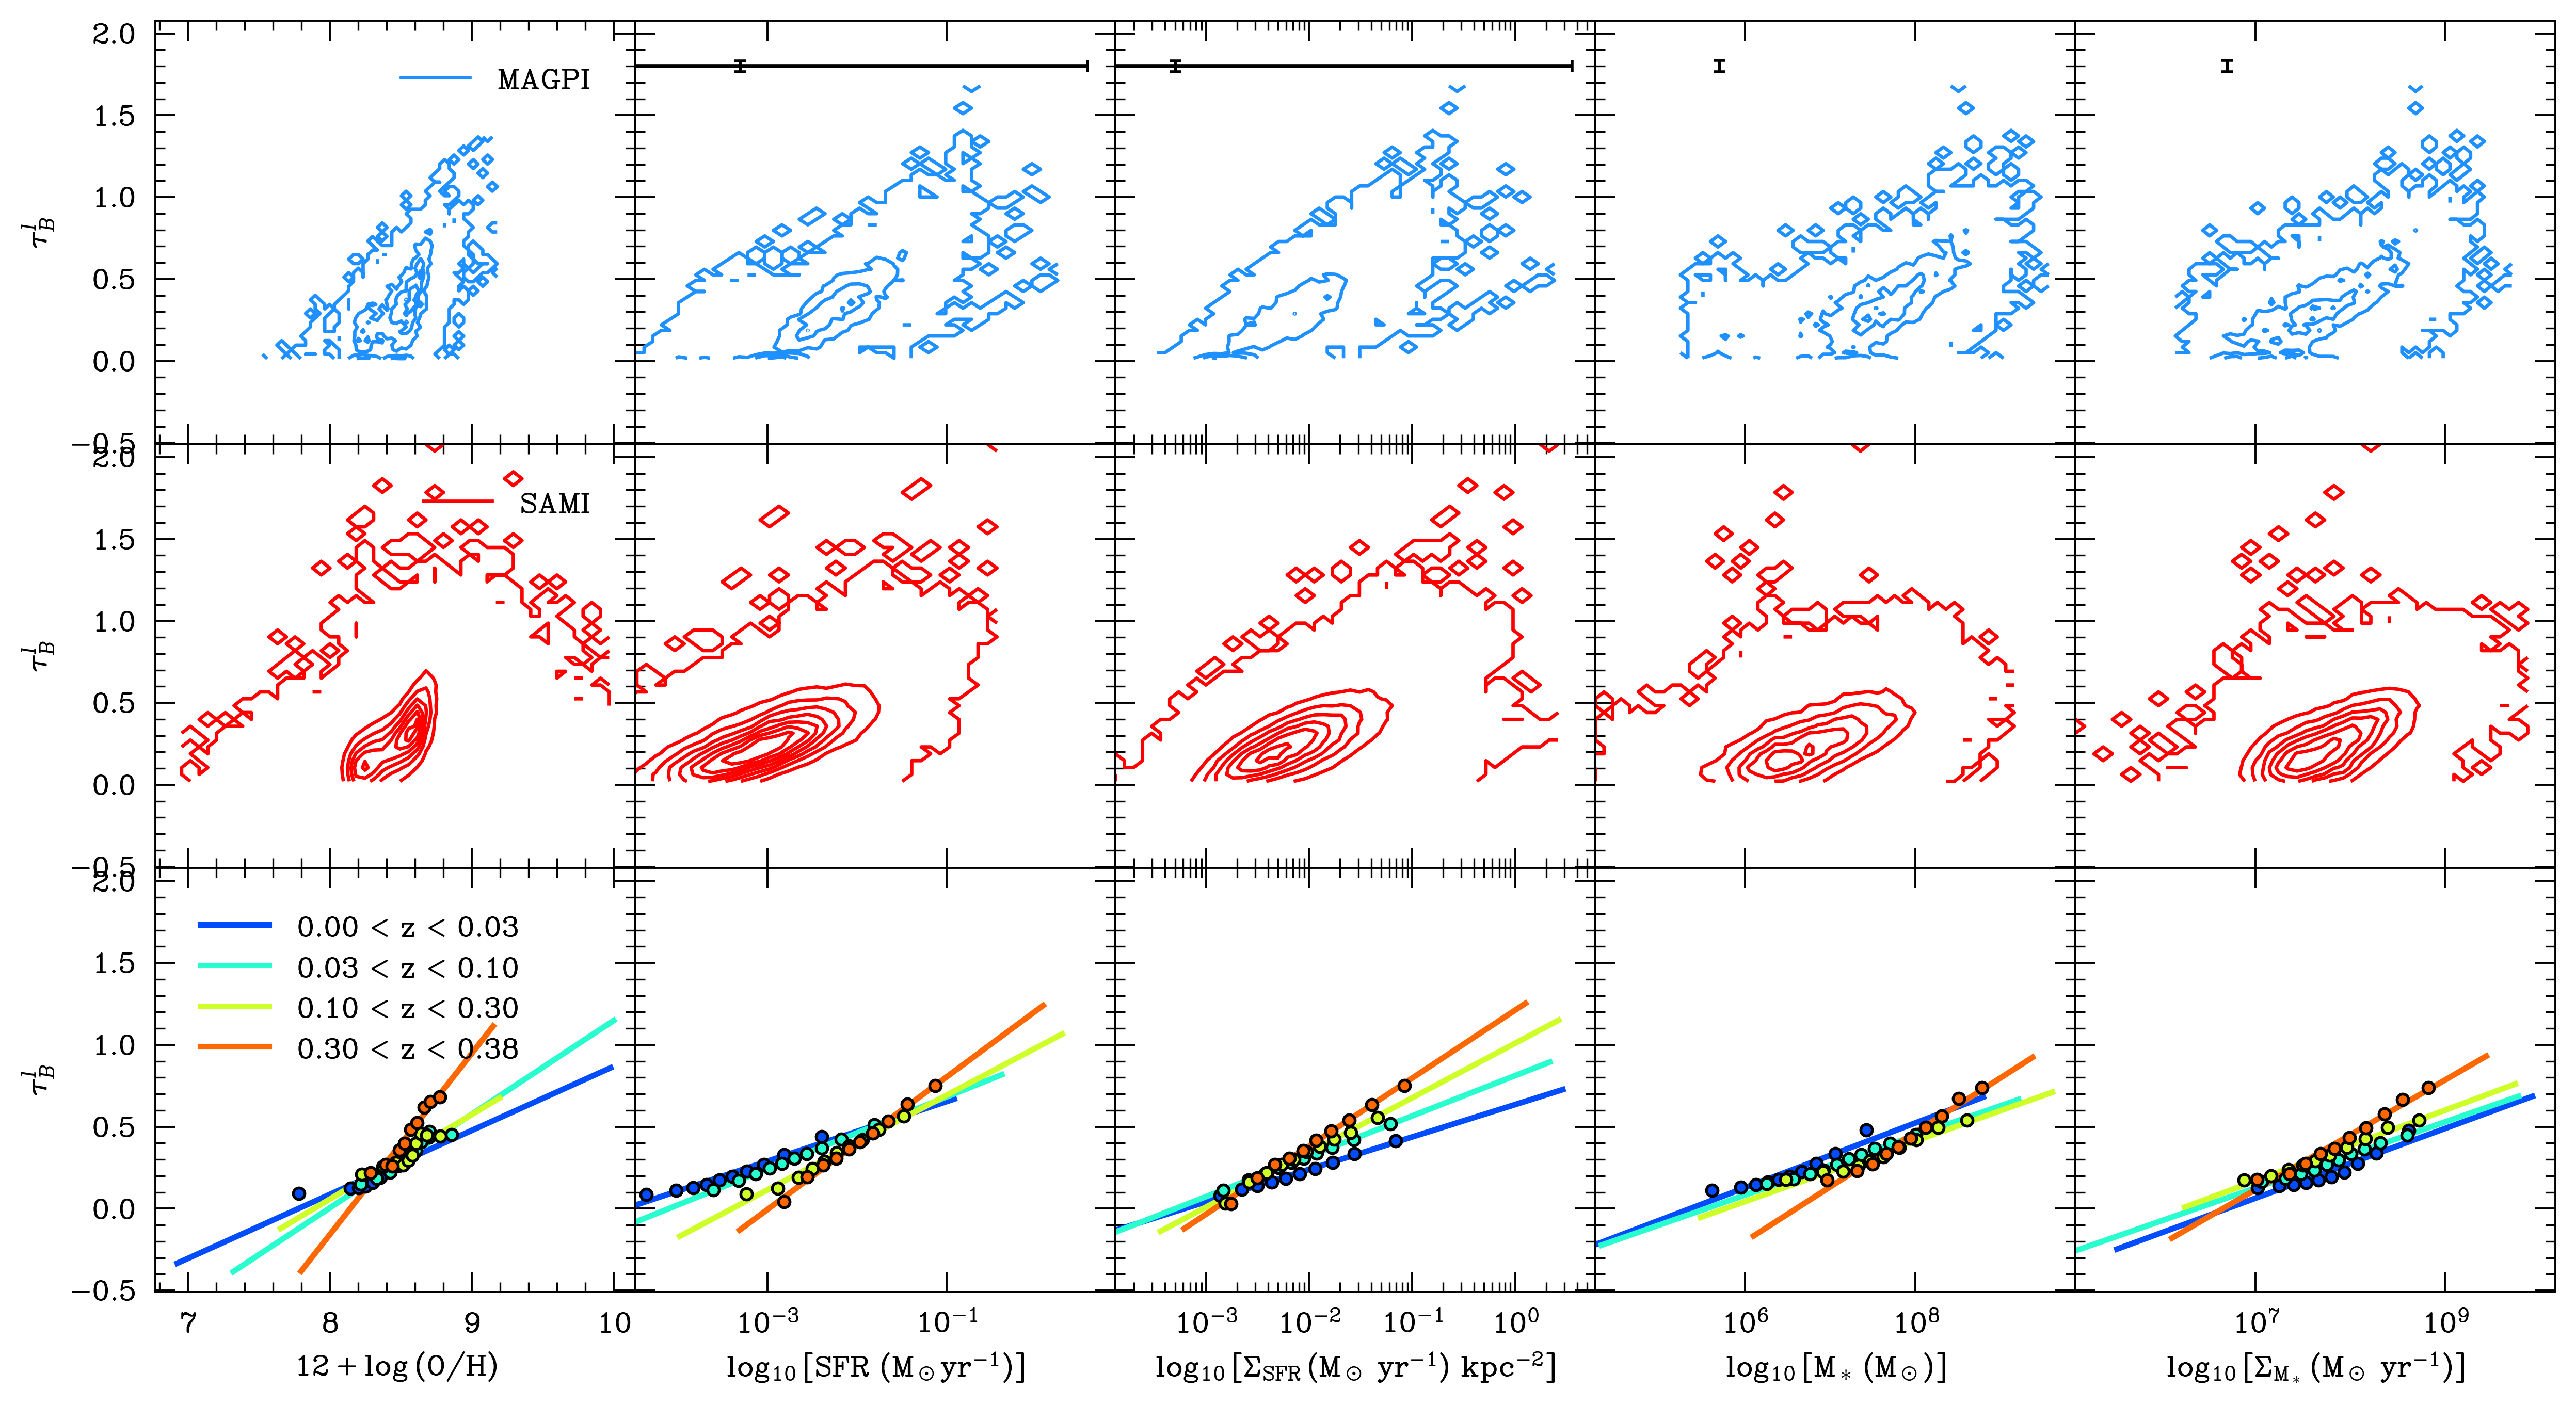 2.0
1.5
1.0
0.5
0.0
−0.5
τ_B^l
MAGPI
2.0
1.5
1.0
0.5
0.0
−0.5
τ_B^l
SAMI
2.0
1.5
1.0
0.5
0.0
−0.5
τ_B^l
0.00 < z < 0.03
0.03 < z < 0.10
0.10 < z < 0.30
0.30 < z < 0.38
7 8 9 10
12 + log (O/H)
10⁻³ 10⁻¹
log₁₀ [SFR (M⊙ yr⁻¹)]
10⁻³ 10⁻² 10⁻¹ 10⁰
log₁₀ [Σ_SFR (M⊙ yr⁻¹) kpc⁻²]
10⁶ 10⁸
log₁₀ [M∗ (M⊙)]
10⁷ 10⁹
log₁₀ [Σ_M∗ (M⊙ yr⁻¹)]